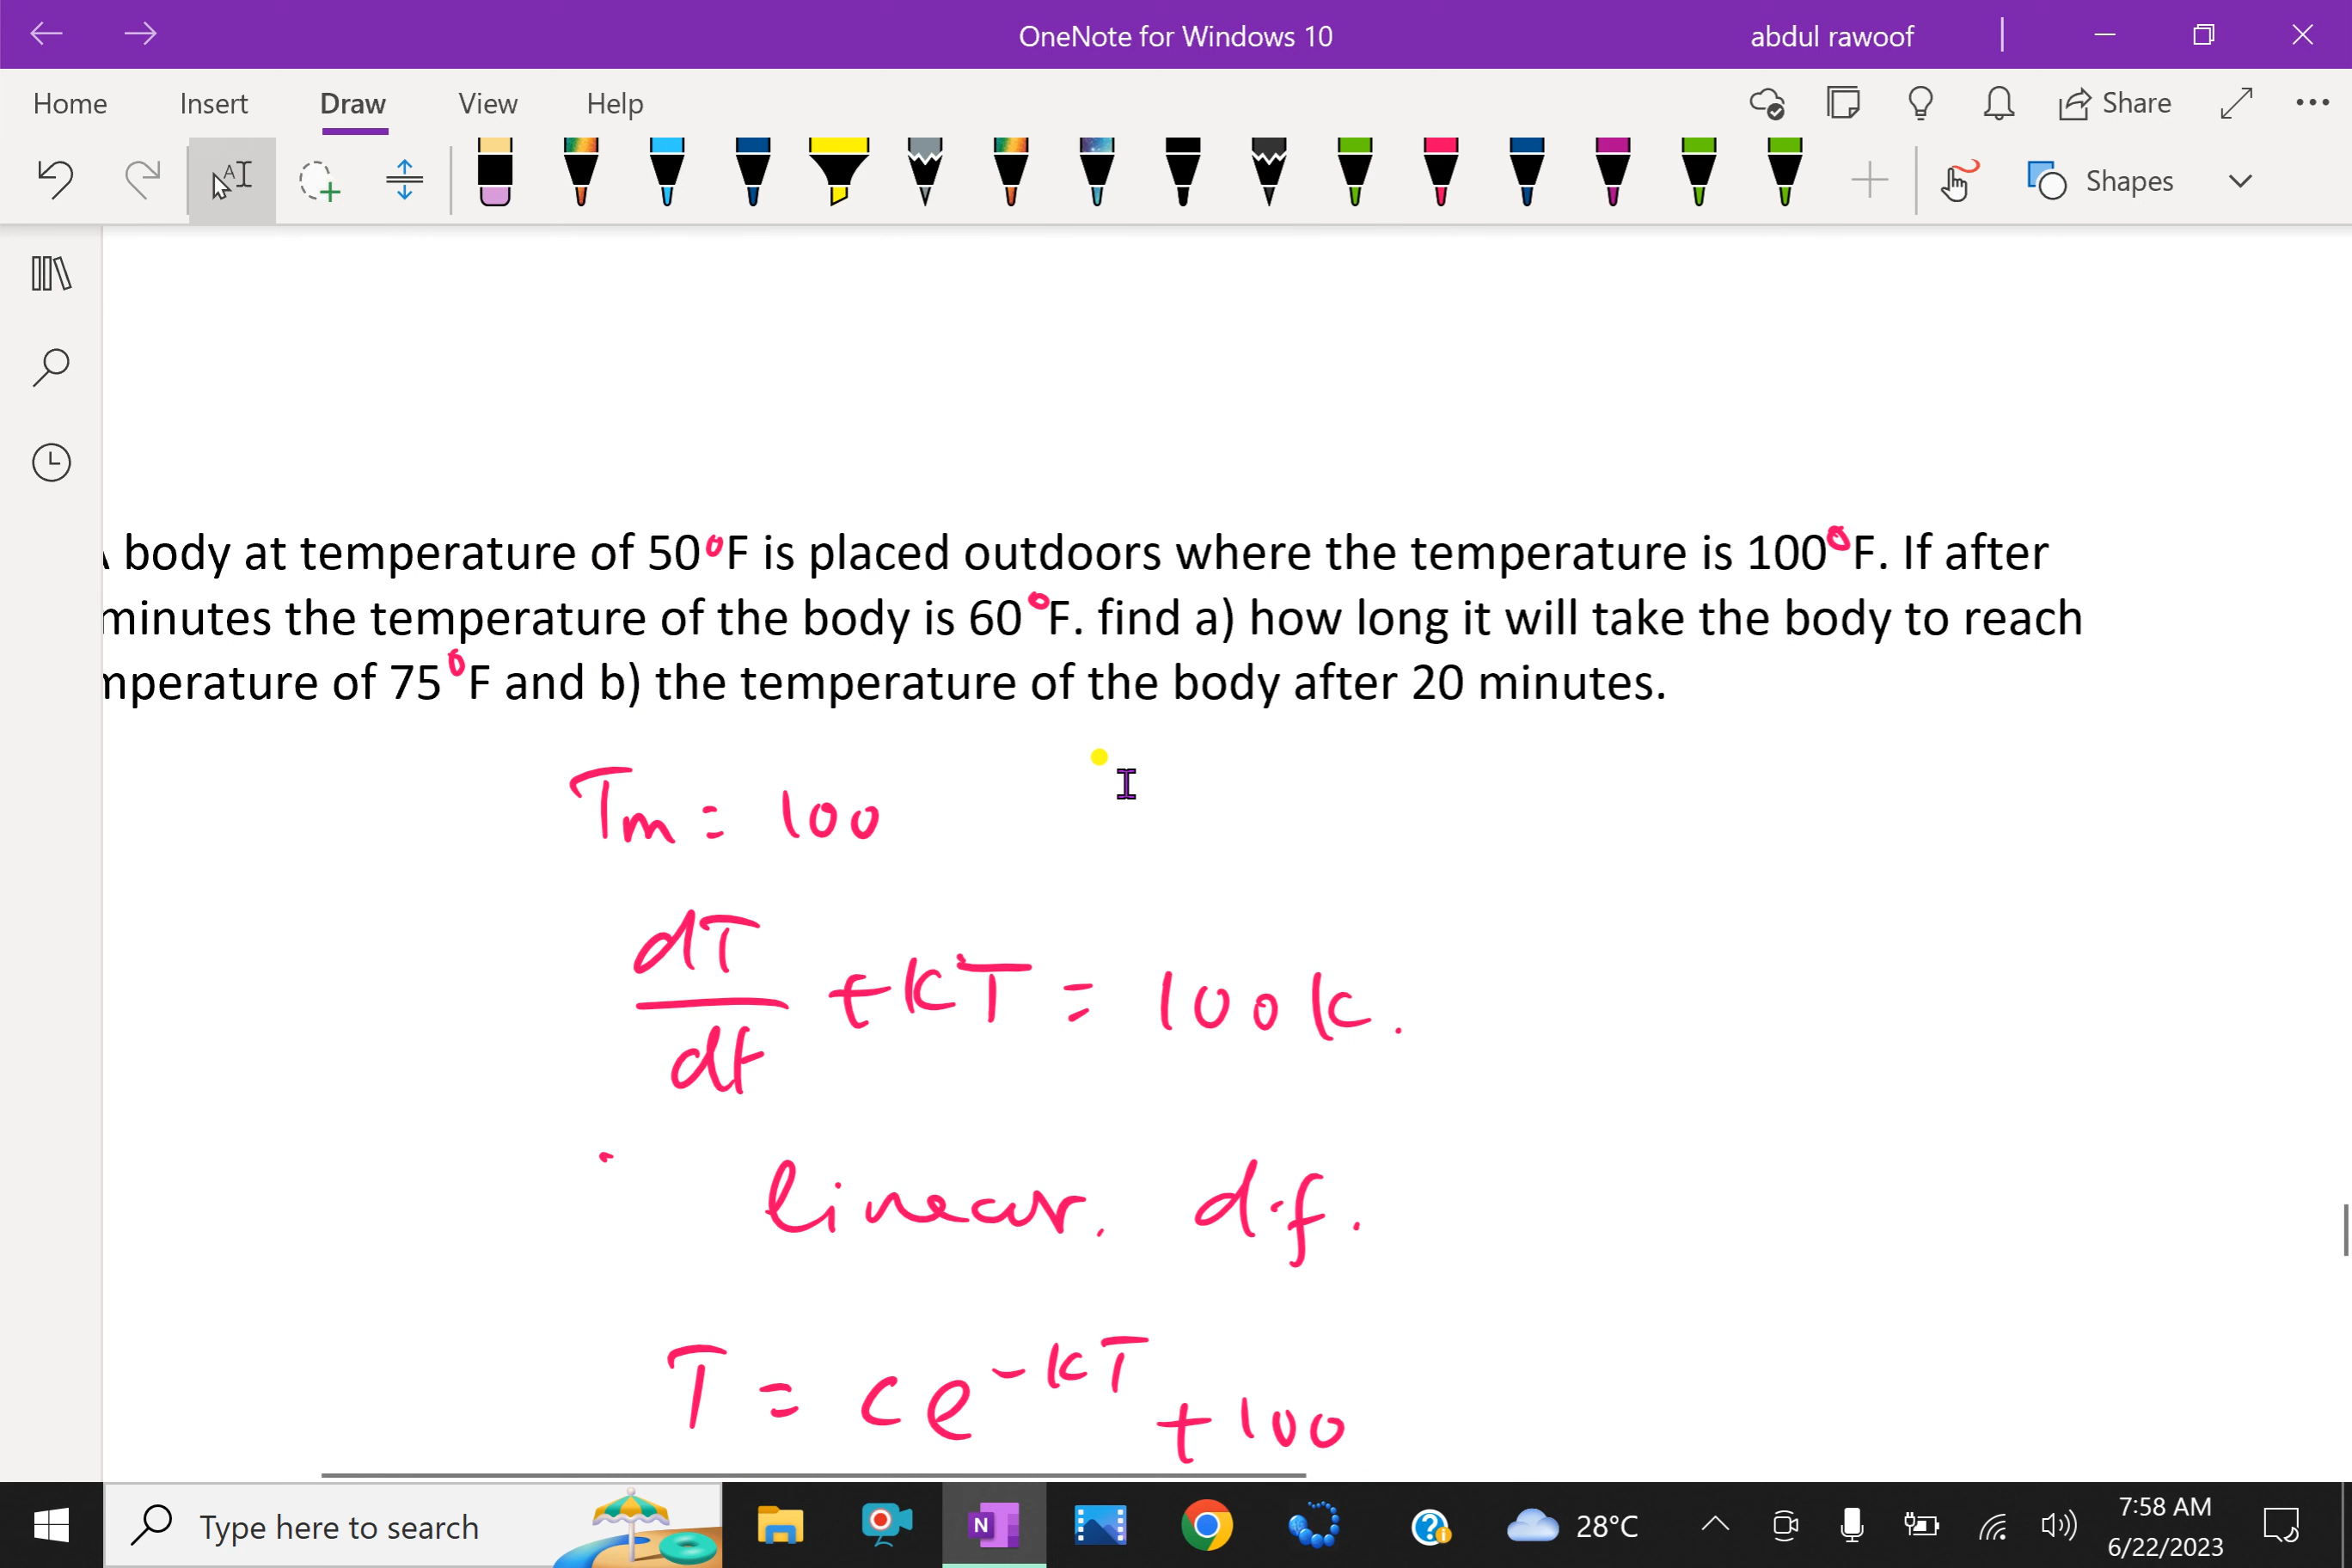 OneNote for Windows 10
abdul rawoof
Home Insert Draw View Help
Share
Shapes
body at temperature of 50°F is placed outdoors where the temperature is 100°F. If after
minutes the temperature of the body is 60°F. find a) how long it will take the body to reach
mperature of 75°F and b) the temperature of the body after 20 minutes.
Tm = 100
dT/dt + kT = 100k.
linear. d.f.
T = ce^-kT + 100
Type here to search
28°C
7:58 AM
6/22/2023